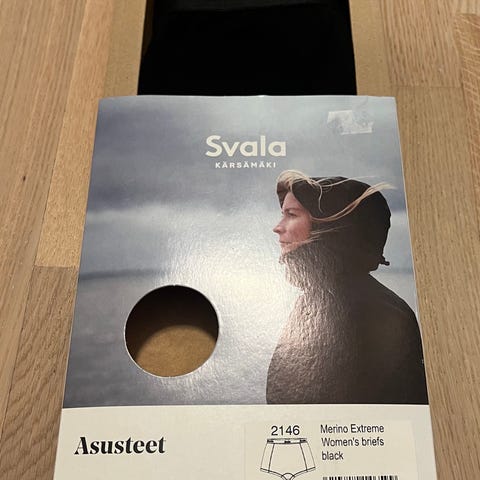 Svala
KÄRSÄMÄKI
Asusteet
2146
Merino Extreme
Women's briefs
black